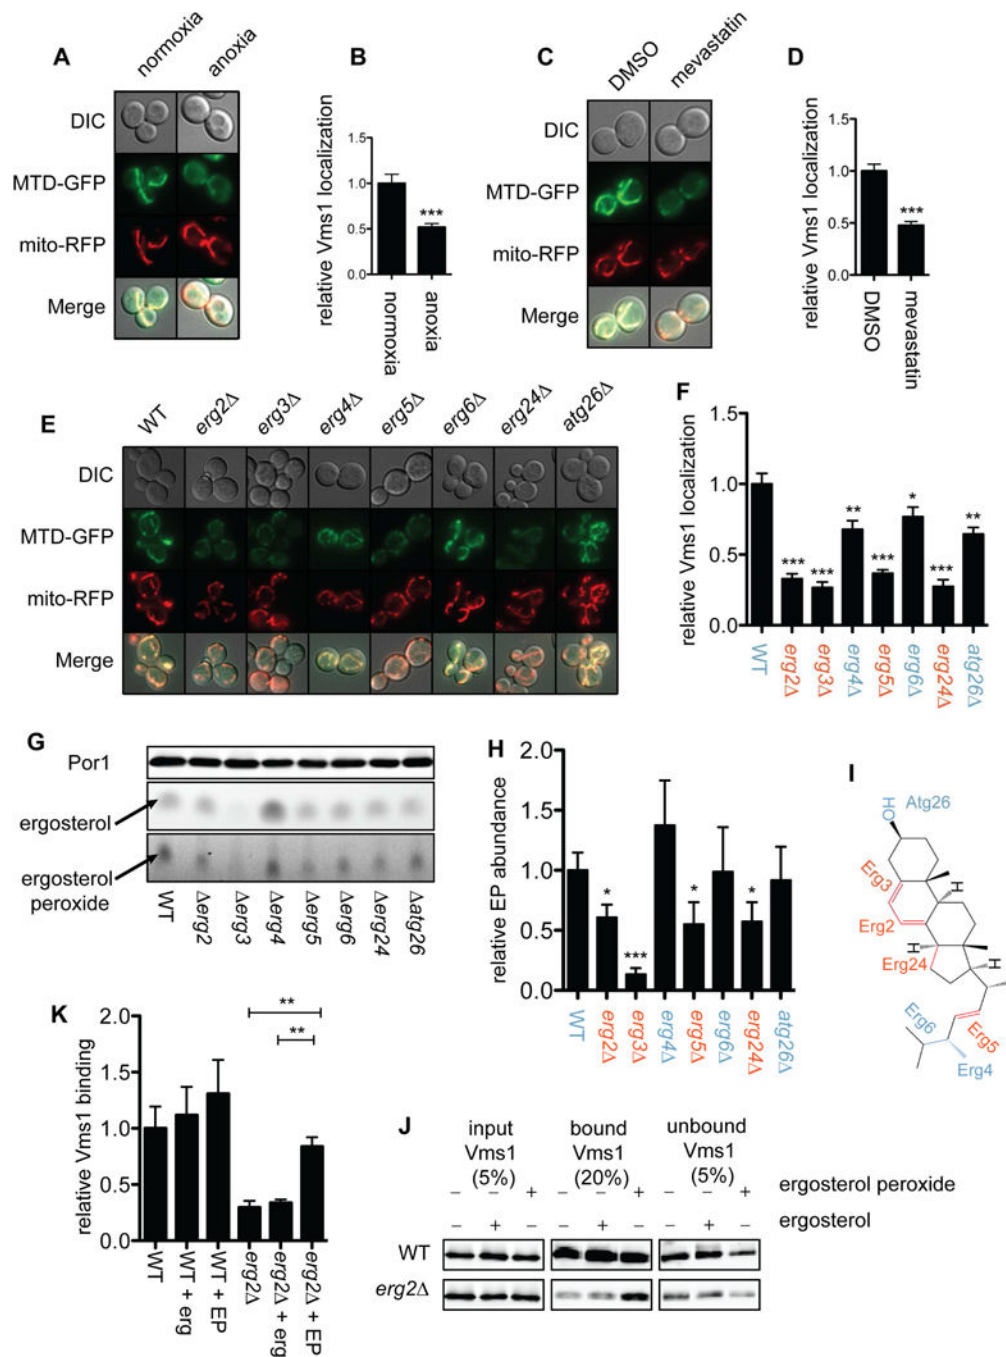 A
normoxia
anoxia
DIC
MTD-GFP
mito-RFP
Merge
B
relative Vms1 localization
1.5
1.0
0.5
0.0
***
normoxia
anoxia
C
DMSO
mevastatin
DIC
MTD-GFP
mito-RFP
Merge
D
relative Vms1 localization
1.5
1.0
0.5
0.0
***
DMSO
mevastatin
E
WT
erg2Δ
erg3Δ
erg4Δ
erg5Δ
erg6Δ
erg24Δ
atg26Δ
DIC
MTD-GFP
mito-RFP
Merge
F
relative Vms1 localization
1.5
1.0
0.5
0.0
***
***
**
***
*
***
**
WT
erg2Δ
erg3Δ
erg4Δ
erg5Δ
erg6Δ
erg24Δ
atg26Δ
G
Por1
ergosterol
ergosterol
peroxide
WT
Δerg2
Δerg3
Δerg4
Δerg5
Δerg6
Δerg24
Δatg26
H
relative EP abundance
2.0
1.5
1.0
0.5
0.0
*
***
*
*
WT
erg2Δ
erg3Δ
erg4Δ
erg5Δ
erg6Δ
erg24Δ
atg26Δ
I
HO
Atg26
Erg3
H
Erg2
H
Erg24
H
Erg6
Erg5
Erg4
K
relative Vms1 binding
2.0
1.5
1.0
0.5
0.0
**
**
WT
WT + erg
WT + EP
erg2Δ
erg2Δ + erg
erg2Δ + EP
J
input Vms1 (5%)
bound Vms1 (20%)
unbound Vms1 (5%)
− − + − − + − − + ergosterol peroxide
− + − − + − − + − ergosterol
WT
erg2Δ